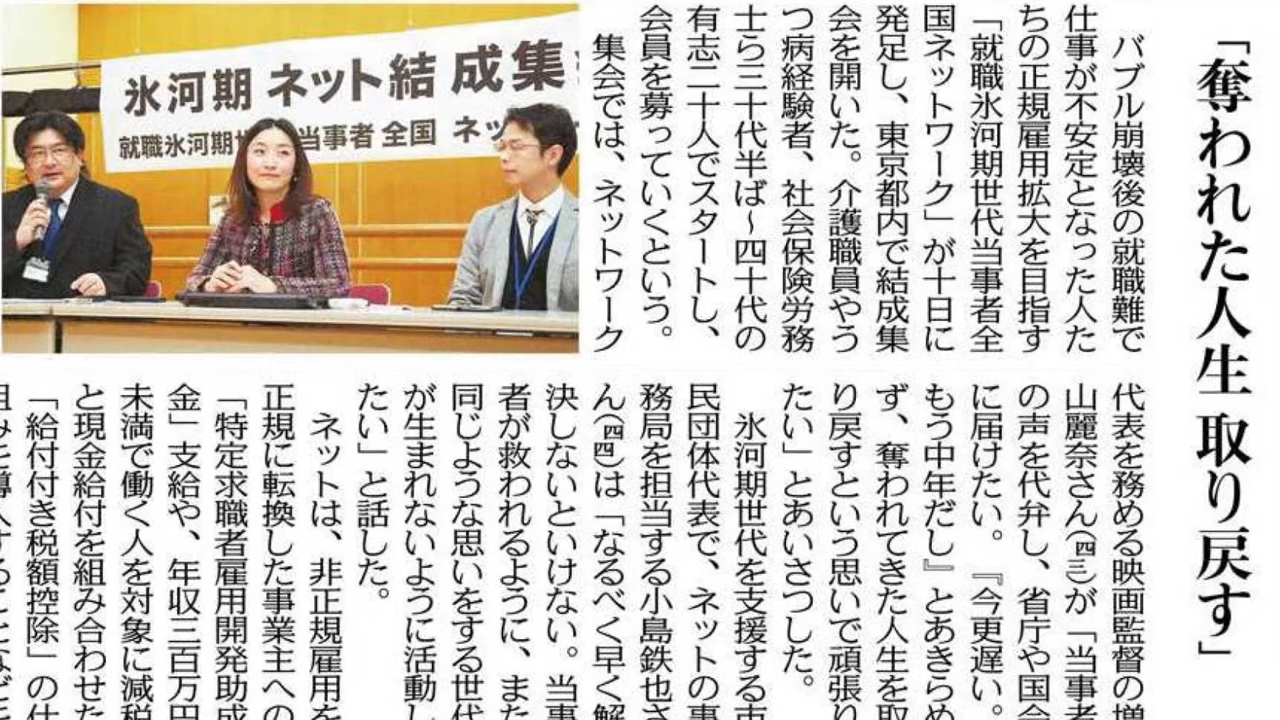 「奪われた人生 取り戻す」
バブル崩壊後の就職難で
仕事が不安定となった人た
ちの正規雇用拡大を目指す
「就職氷河期世代当事者全
国ネットワーク」が十日に
発足し、東京都内で結成集
会を開いた。介護職員やう
つ病経験者、社会保険労務
士ら三十代半ば〜四十代の
有志二十人でスタートし、
会員を募っていくという。
集会では、ネットワーク
氷河期 ネット結 成集
就職氷河期世 当事者 全国 ネッ
代表を務める映画監督の増
山麗奈さん(四三)が「当事者
の声を代弁し、省庁や国会
に届けたい。『今更遅い。
もう中年だし』とあきらめ
ず、奪われてきた人生を取
り戻すという思いで頑張り
たい」とあいさつした。
氷河期世代を支援する市
民団体代表で、ネットの事
務局を担当する小島鉄也さ
ん(四四)は「なるべく早く解
決しないといけない。当事
者が救われるように、また
同じような思いをする世代
が生まれないように活動し
たい」と話した。
ネットは、非正規雇用を
正規に転換した事業主への
「特定求職者雇用開発助成
金」支給や、年収三百万円
未満で働く人を対象に減税
と現金給付を組み合わせた
「給付付き税額控除」の仕